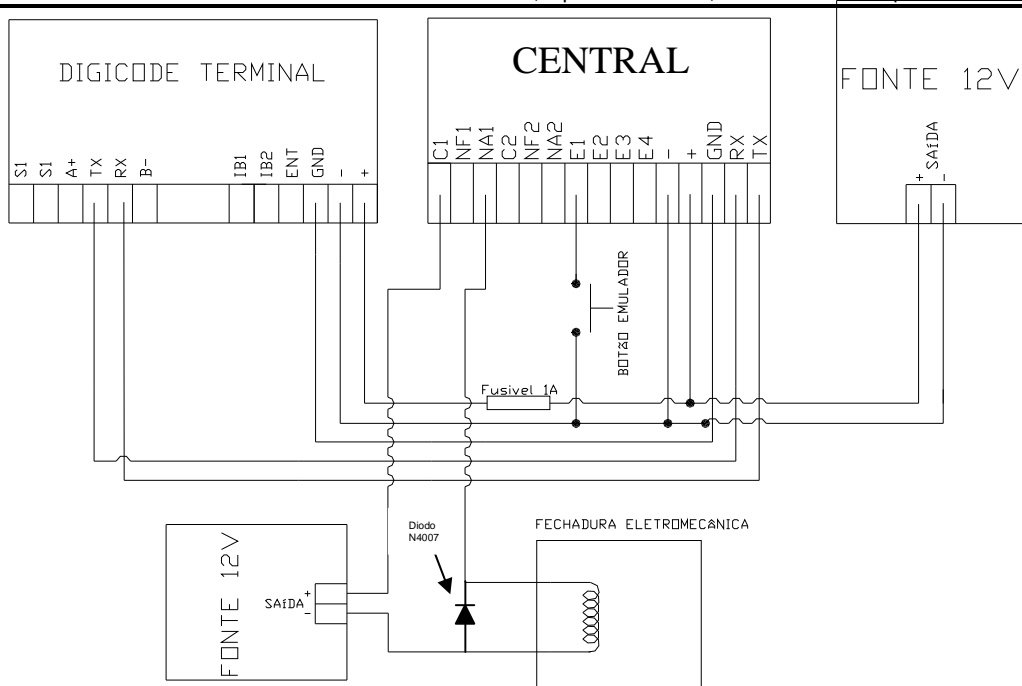 DIGICODE TERMINAL
S1
S1
A+
TX
RX
B-
IB1
IB2
ENT
GND
-
+
CENTRAL
C1
NF1
NA1
C2
NF2
NA2
E1
E2
E3
E4
-
+
GND
RX
TX
FONTE 12V
SAíDA
+
-
BOTãO EMULADOR
Fusivel 1A
FONTE 12V
SAíDA
+
-
Diodo
N4007
FECHADURA ELETROMECâNICA